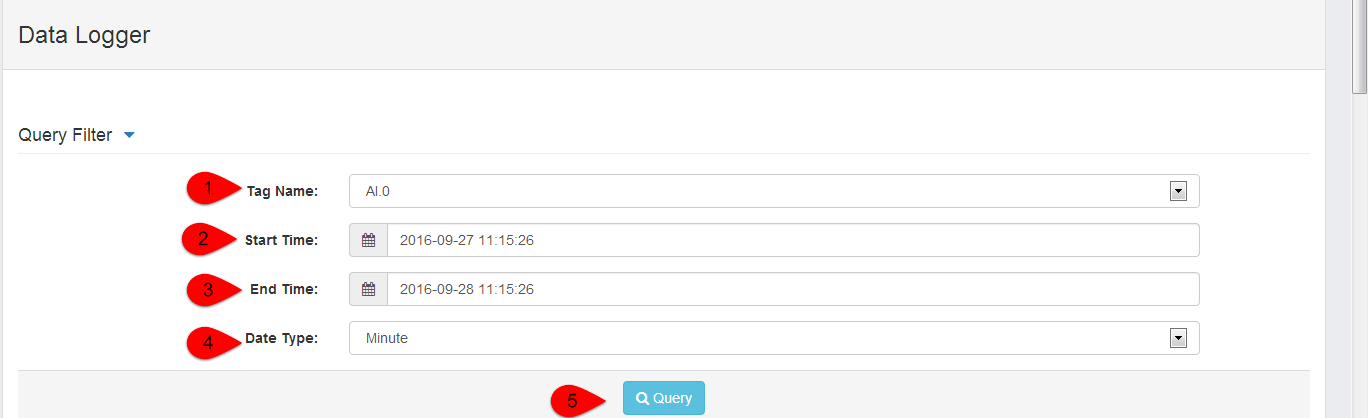 Data Logger
Query Filter
1 Tag Name: AI.0
2 Start Time: 2016-09-27 11:15:26
3 End Time: 2016-09-28 11:15:26
4 Date Type: Minute
5 Query